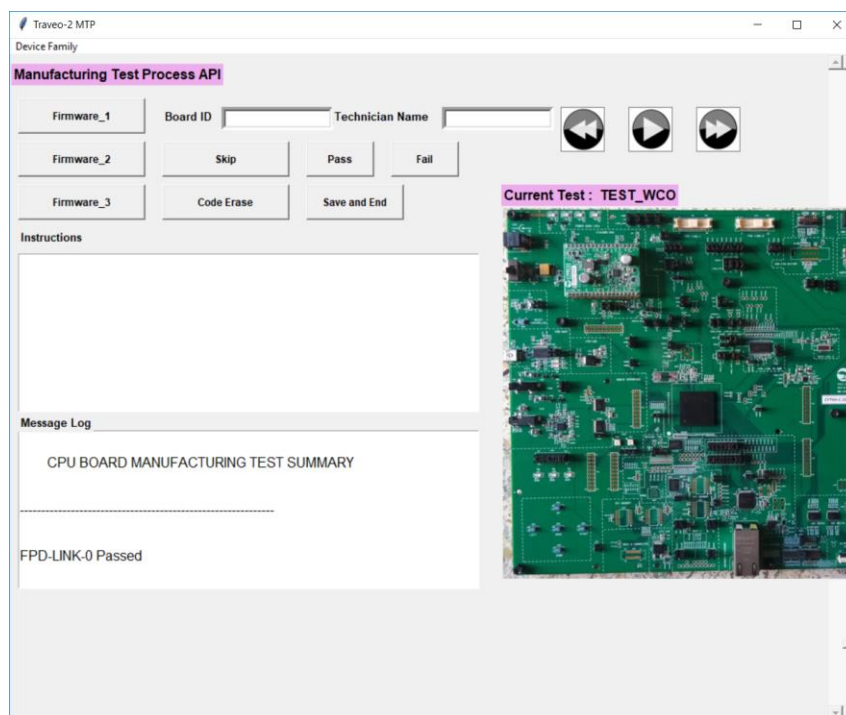 Traveo-2 MTP
Device Family
Manufacturing Test Process API
Firmware_1
Board ID
Technician Name
Firmware_2
Skip
Pass
Fail
Firmware_3
Code Erase
Save and End
Current Test : TEST_WCO
Instructions
Message Log
CPU BOARD MANUFACTURING TEST SUMMARY
------------------------------------------------------------
FPD-LINK-0 Passed